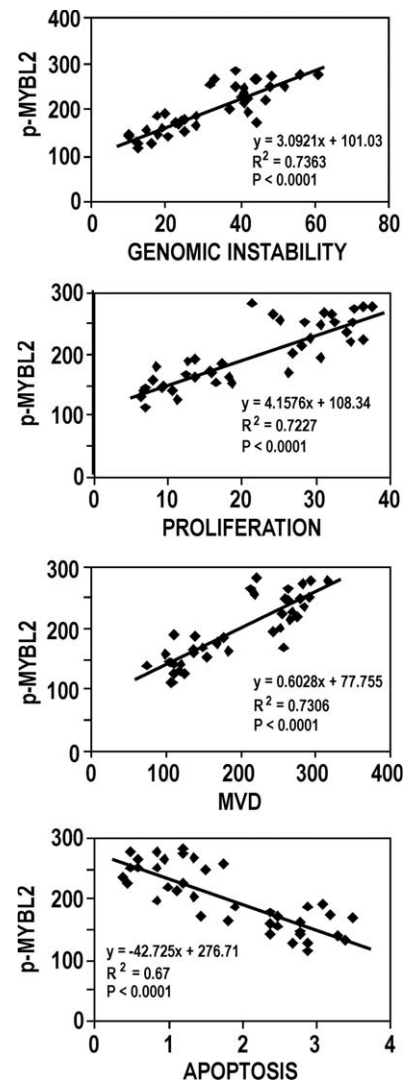 400
300
200
100
0
p-MYBL2
y = 3.0921x + 101.03
R² = 0.7363
P < 0.0001
0 20 40 60 80
GENOMIC INSTABILITY
300
200
100
0
p-MYBL2
y = 4.1576x + 108.34
R² = 0.7227
P < 0.0001
0 10 20 30 40
PROLIFERATION
400
300
200
100
0
p-MYBL2
y = 0.6028x + 77.755
R² = 0.7306
P < 0.0001
0 100 200 300 400
MVD
300
200
100
0
p-MYBL2
y = -42.725x + 276.71
R² = 0.67
P < 0.0001
0 1 2 3 4
APOPTOSIS